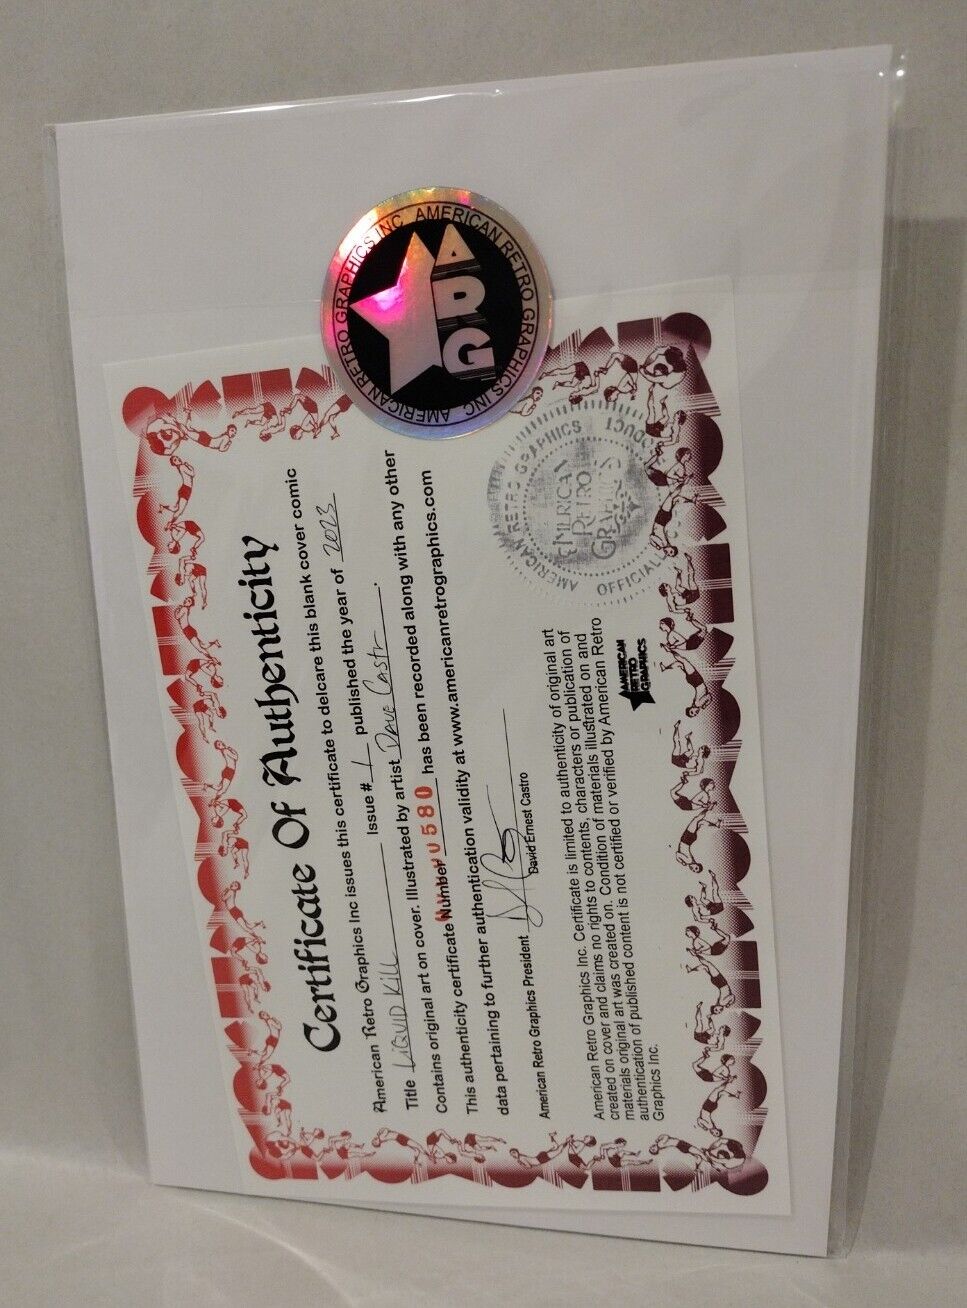 AMERICAN RETRO GRAPHICS INC AMERICAN RETRO GRAPHICS INC
ARG
Certificate Of Authenticity
American Retro Graphics Inc issues this certificate to delcare this blank cover comic
Title LiQUiD KiLL Issue # 1 published the year of 2023
Contains original art on cover. Illustrated by artist DAVE CASTR.
This authenticity certificate Number 0580 has been recorded along with any other
data pertaining to further authentication validity at www.americanretrographics.com
American Retro Graphics President
David Ernest Castro
AMERICAN RETRO GRAPHICS
OFFICIAL PRODUCT
AMERICAN
RETRO
GRAPHICS
American Retro Graphics Inc. Certificate is limited to authenticity of original art
created on cover and claims no rights to contents, characters or publication of
materials original art was created on. Condition of materials illustrated on and
authentication of published content is not certified or verified by American Retro
Graphics Inc.
AMERICAN
RETRO
GRAPHICS